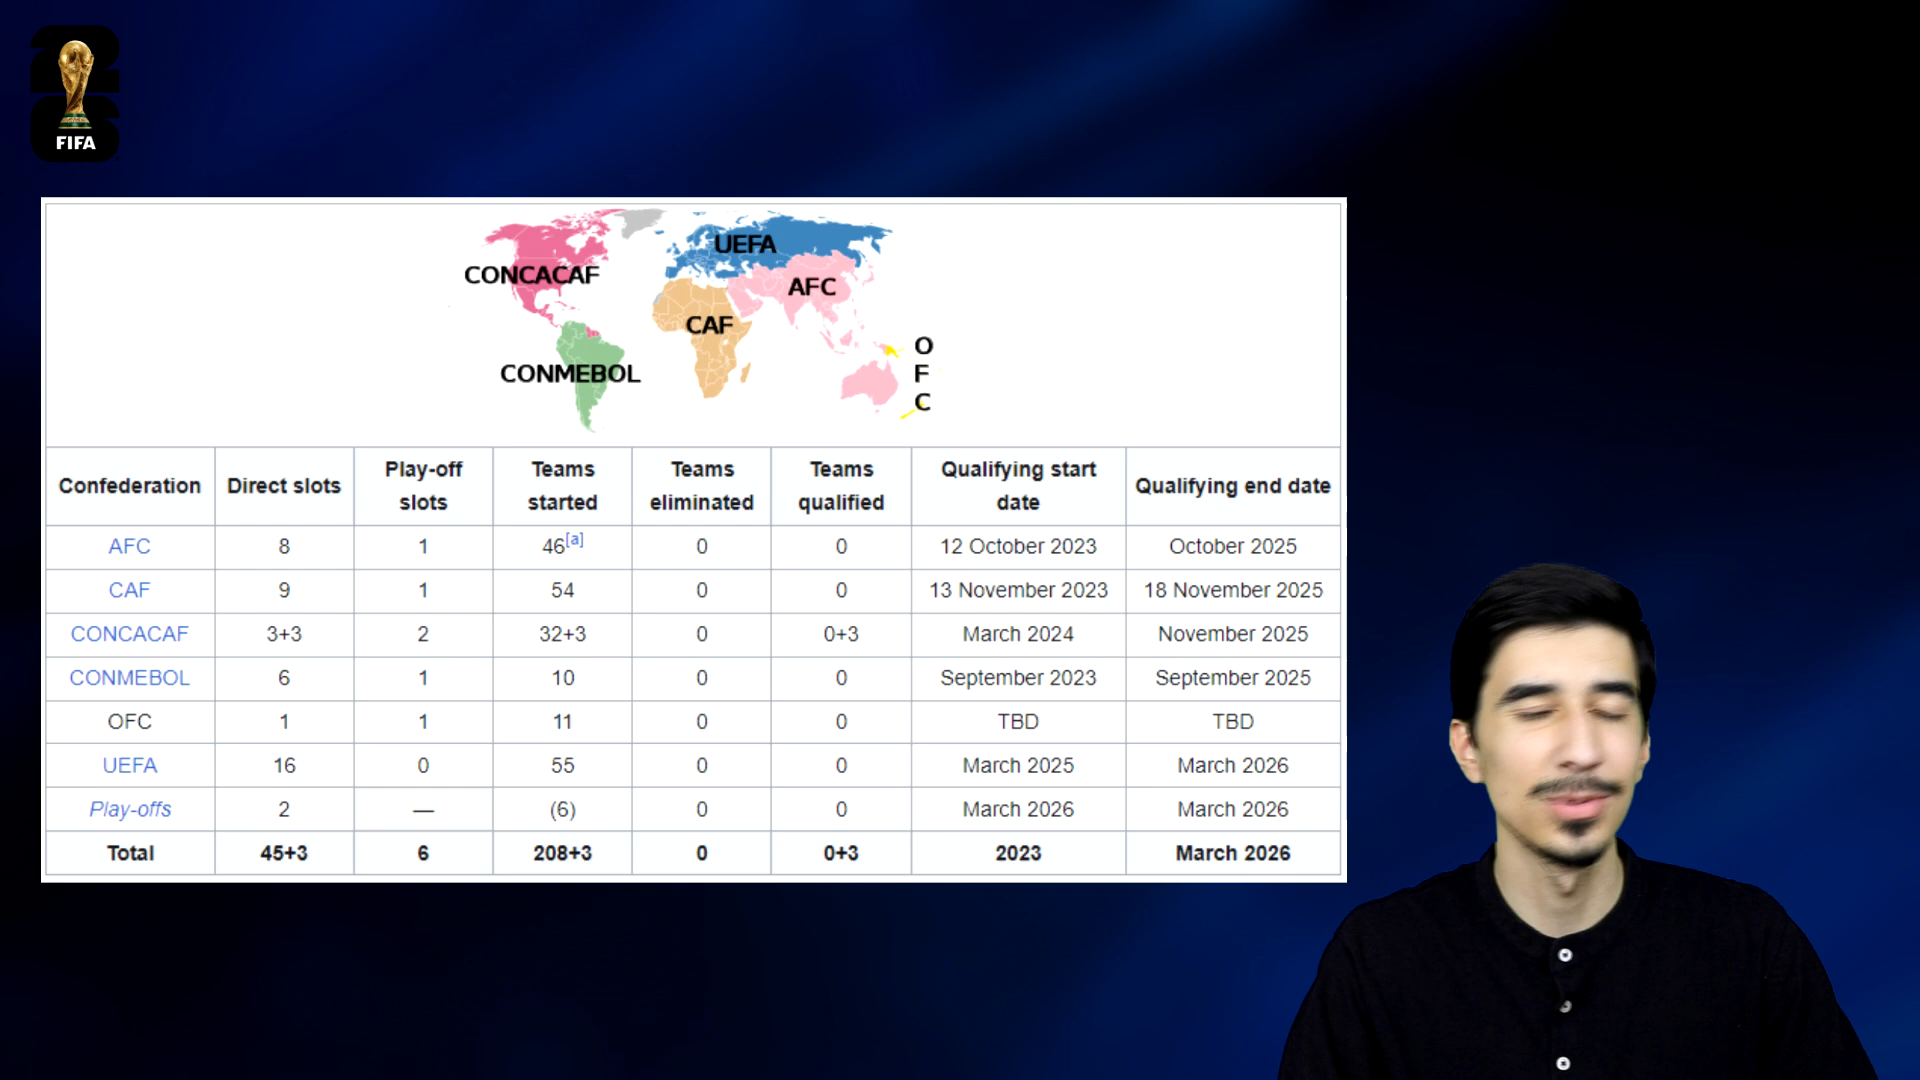 FIFA
UEFA
CONCACAF
AFC
CAF
O
F
C
CONMEBOL
Confederation Direct slots Play-off slots Teams started Teams eliminated Teams qualified Qualifying start date Qualifying end date
AFC 8 1 46[a] 0 0 12 October 2023 October 2025
CAF 9 1 54 0 0 13 November 2023 18 November 2025
CONCACAF 3+3 2 32+3 0 0+3 March 2024 November 2025
CONMEBOL 6 1 10 0 0 September 2023 September 2025
OFC 1 1 11 0 0 TBD TBD
UEFA 16 0 55 0 0 March 2025 March 2026
Play-offs 2 — (6) 0 0 March 2026 March 2026
Total 45+3 6 208+3 0 0+3 2023 March 2026